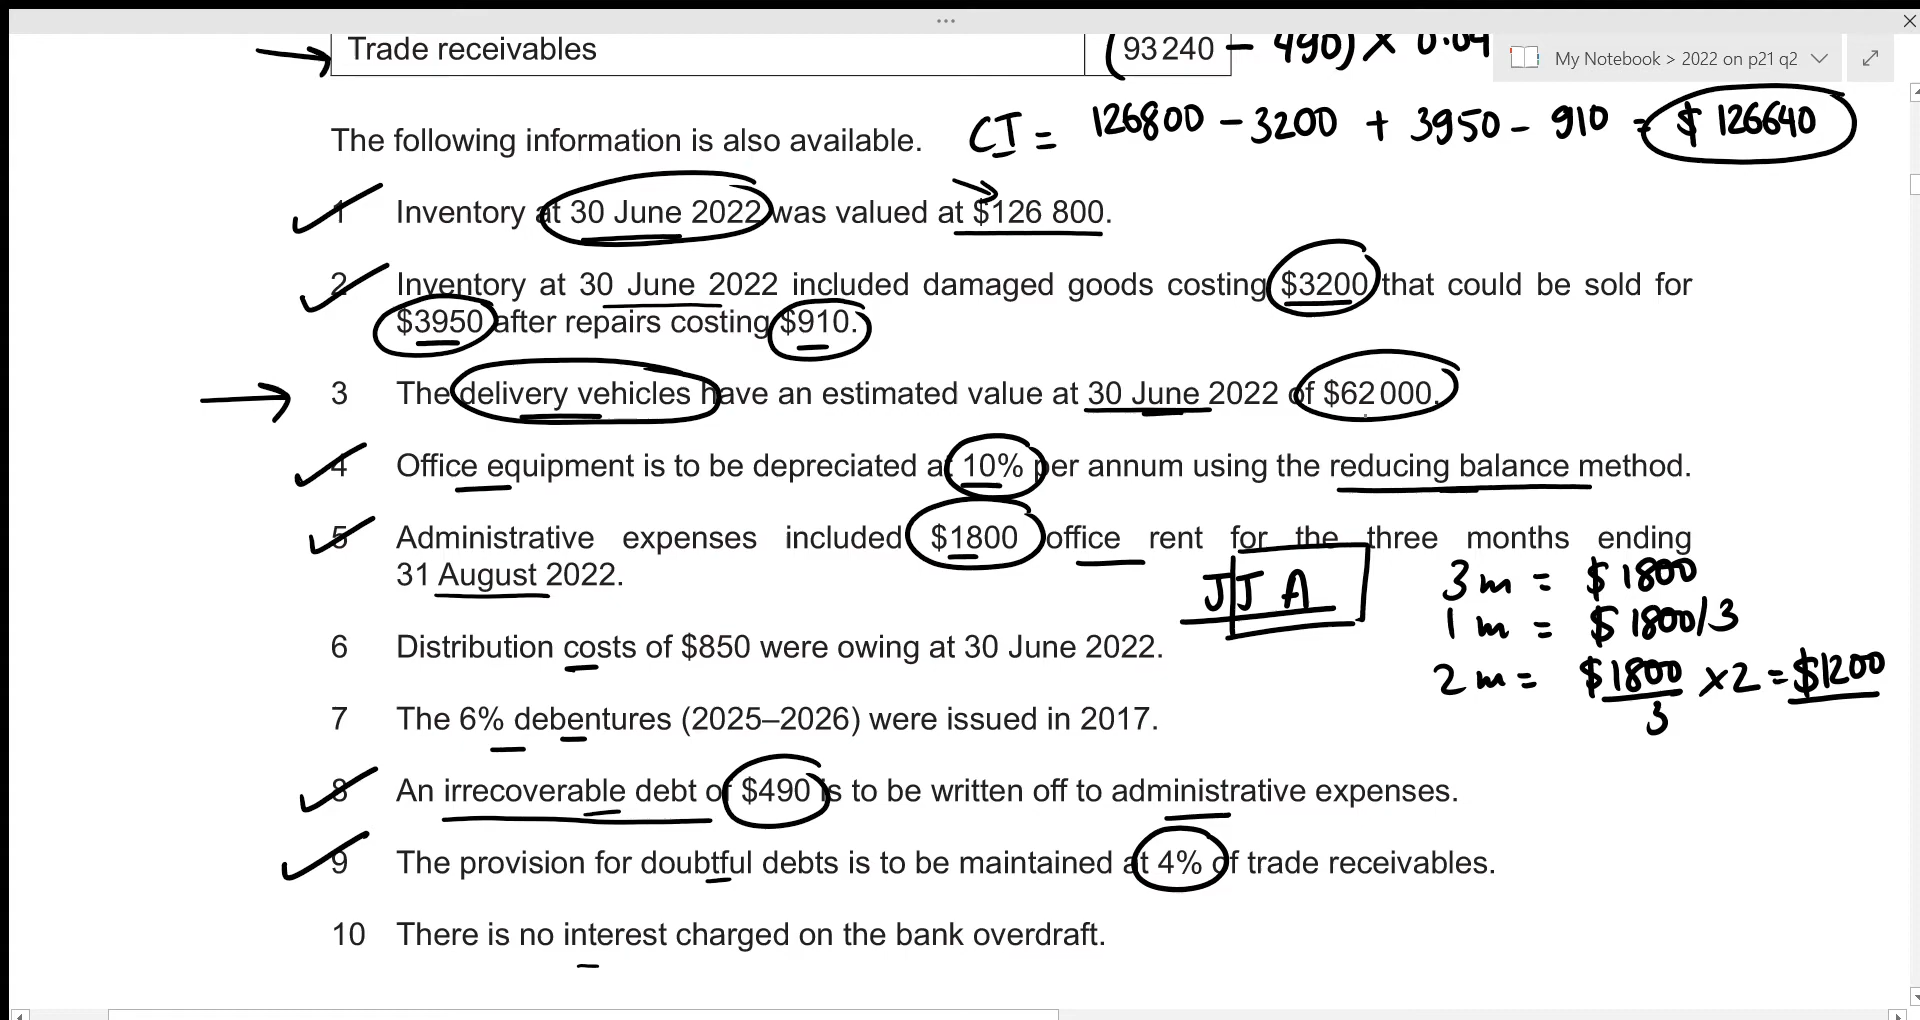 Trade receivables (93 240 - 490) × 0.04
My Notebook > 2022 on p21 q2
The following information is also available. CI = 126800 - 3200 + 3950 - 910 = $ 126640
1 Inventory at 30 June 2022 was valued at $126 800.
2 Inventory at 30 June 2022 included damaged goods costing $3200 that could be sold for
$3950 after repairs costing $910.
3 The delivery vehicles have an estimated value at 30 June 2022 of $62 000.
4 Office equipment is to be depreciated at 10% per annum using the reducing balance method.
5 Administrative expenses included $1800 office rent for the three months ending
31 August 2022.
J J A
3 m = $ 1800
1 m = $ 1800/3
2 m = $1800/3 × 2 = $1200
6 Distribution costs of $850 were owing at 30 June 2022.
7 The 6% debentures (2025–2026) were issued in 2017.
8 An irrecoverable debt of $490 is to be written off to administrative expenses.
9 The provision for doubtful debts is to be maintained at 4% of trade receivables.
10 There is no interest charged on the bank overdraft.